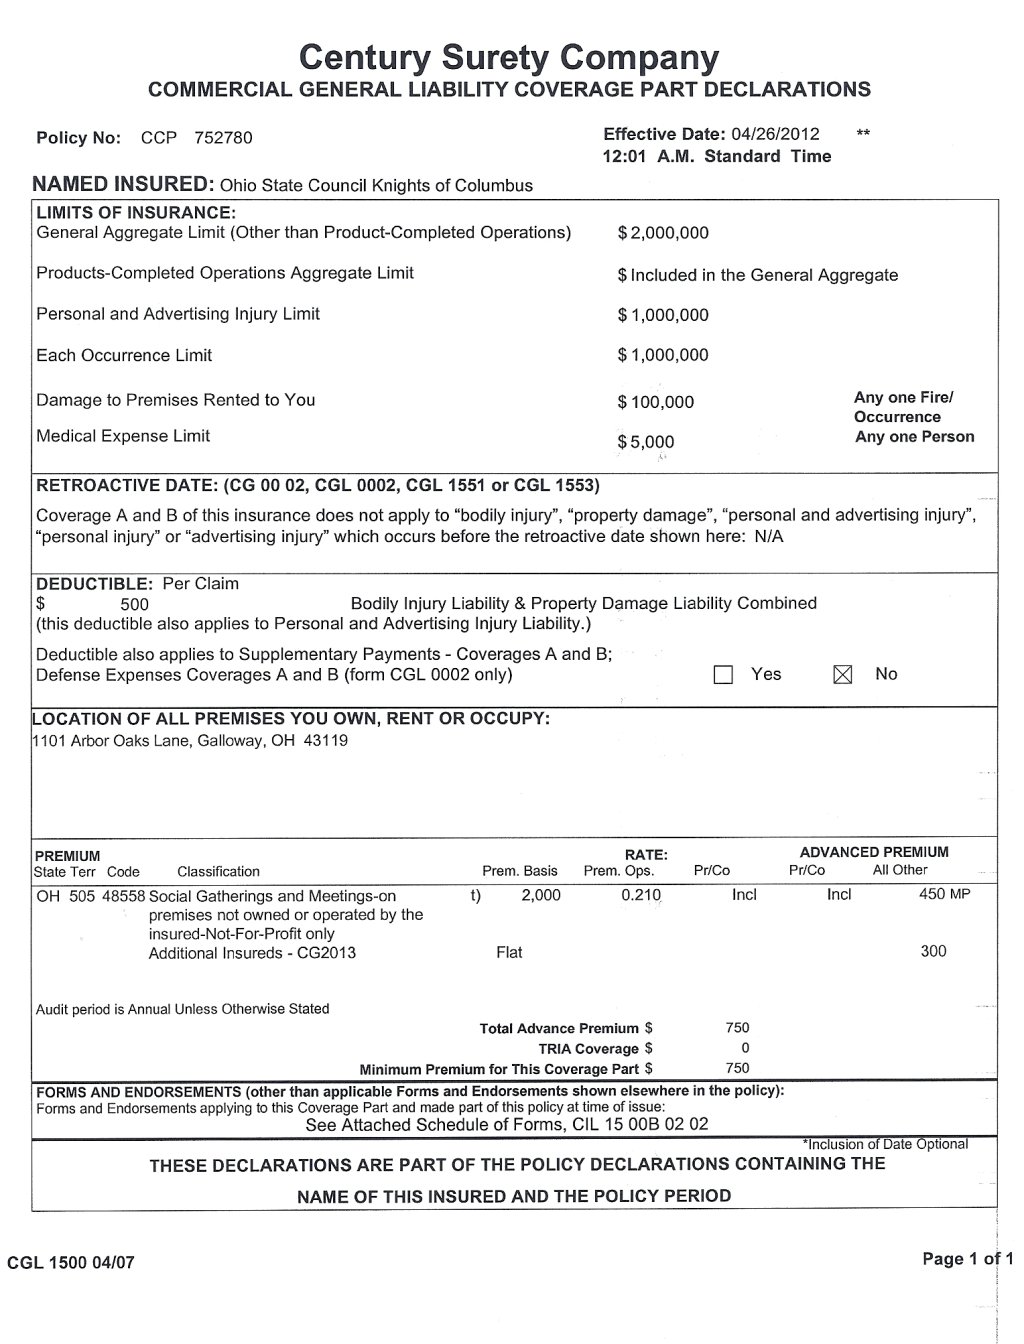 Century Surety Company
COMMERCIAL GENERAL LIABILITY COVERAGE PART DECLARATIONS
Policy No: CCP 752780
Effective Date: 04/26/2012 **
12:01 A.M. Standard Time
NAMED INSURED: Ohio State Council Knights of Columbus
LIMITS OF INSURANCE:
General Aggregate Limit (Other than Product-Completed Operations) $ 2,000,000
Products-Completed Operations Aggregate Limit $ Included in the General Aggregate
Personal and Advertising Injury Limit $ 1,000,000
Each Occurrence Limit $ 1,000,000
Damage to Premises Rented to You $ 100,000 Any one Fire/
Occurrence
Medical Expense Limit $ 5,000 Any one Person
RETROACTIVE DATE: (CG 00 02, CGL 0002, CGL 1551 or CGL 1553)
Coverage A and B of this insurance does not apply to “bodily injury”, “property damage”, “personal and advertising injury”,
“personal injury” or “advertising injury” which occurs before the retroactive date shown here: N/A
DEDUCTIBLE: Per Claim
$ 500 Bodily Injury Liability & Property Damage Liability Combined
(this deductible also applies to Personal and Advertising Injury Liability.)
Deductible also applies to Supplementary Payments - Coverages A and B;
Defense Expenses Coverages A and B (form CGL 0002 only) ☐ Yes ☒ No
LOCATION OF ALL PREMISES YOU OWN, RENT OR OCCUPY:
1101 Arbor Oaks Lane, Galloway, OH 43119
PREMIUM RATE: ADVANCED PREMIUM
State Terr Code Classification Prem. Basis Prem. Ops. Pr/Co Pr/Co All Other
OH 505 48558 Social Gatherings and Meetings-on t) 2,000 0.210 Incl Incl 450 MP
premises not owned or operated by the
insured-Not-For-Profit only
Additional Insureds - CG2013 Flat 300
Audit period is Annual Unless Otherwise Stated
Total Advance Premium $ 750
TRIA Coverage $ 0
Minimum Premium for This Coverage Part $ 750
FORMS AND ENDORSEMENTS (other than applicable Forms and Endorsements shown elsewhere in the policy):
Forms and Endorsements applying to this Coverage Part and made part of this policy at time of issue:
See Attached Schedule of Forms, CIL 15 00B 02 02
*Inclusion of Date Optional
THESE DECLARATIONS ARE PART OF THE POLICY DECLARATIONS CONTAINING THE
NAME OF THIS INSURED AND THE POLICY PERIOD
CGL 1500 04/07
Page 1 of 1